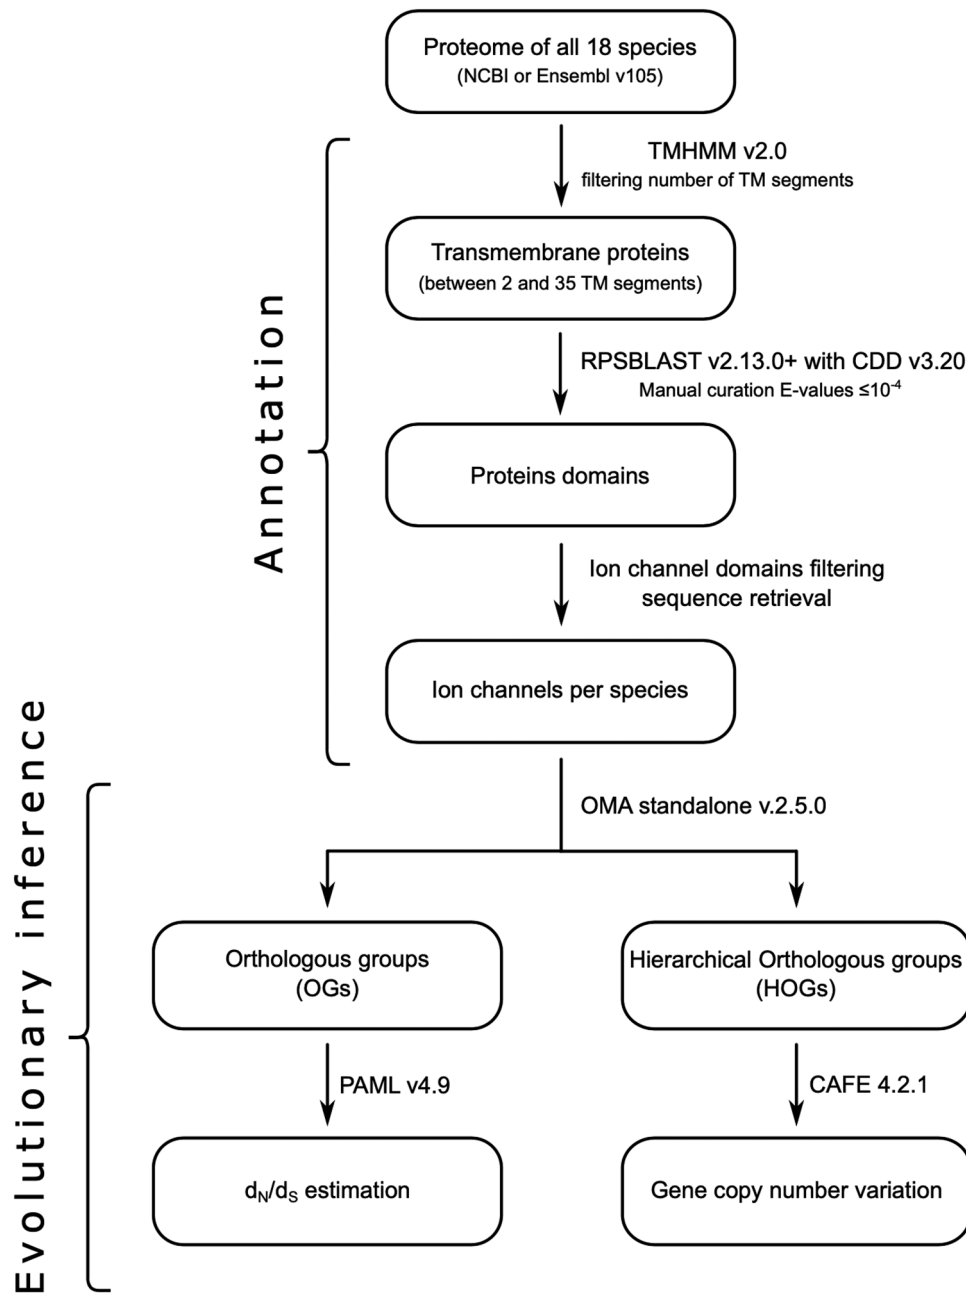 Proteome of all 18 species
(NCBI or Ensembl v105)
TMHMM v2.0
filtering number of TM segments
Transmembrane proteins
(between 2 and 35 TM segments)
RPSBLAST v2.13.0+ with CDD v3.20
Manual curation E-values ≤10⁻⁴
Proteins domains
Ion channel domains filtering
sequence retrieval
Ion channels per species
Annotation
OMA standalone v.2.5.0
Orthologous groups
(OGs)
Hierarchical Orthologous groups
(HOGs)
PAML v4.9
CAFE 4.2.1
dN/dS estimation
Gene copy number variation
Evolutionary inference